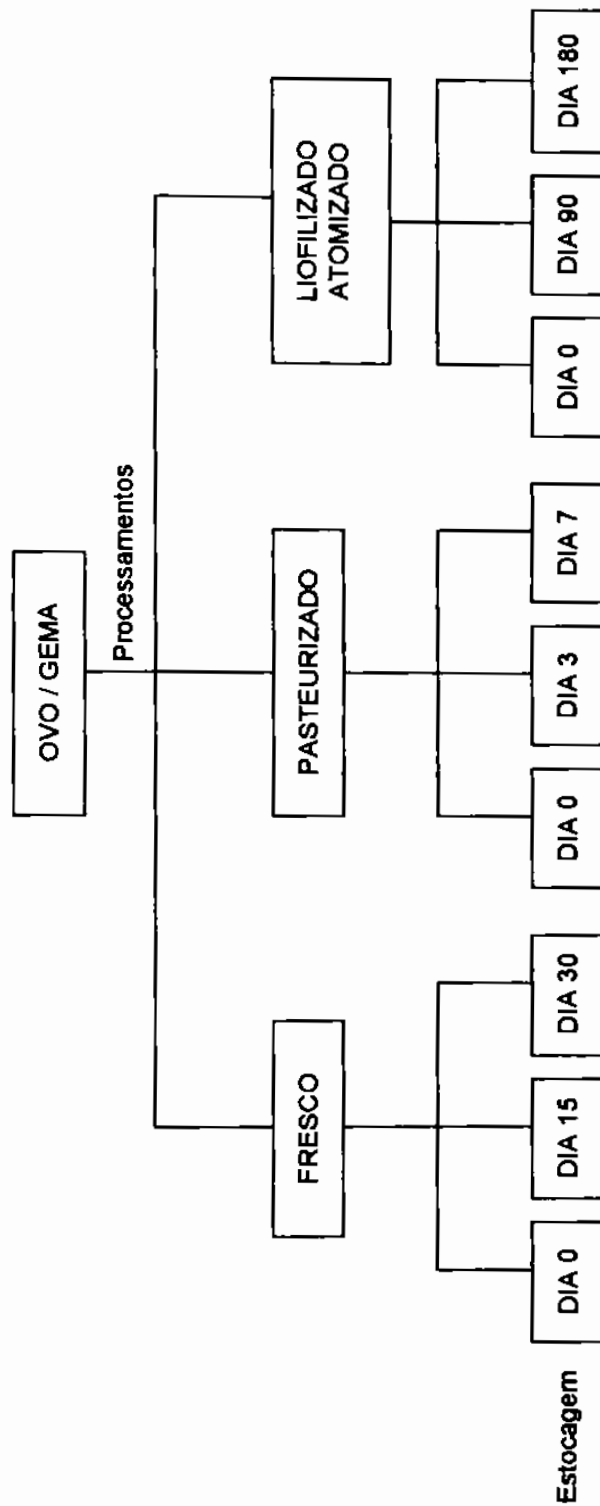 OVO / GEMA
Processamentos
FRESCO
PASTEURIZADO
LIOFILIZADO
ATOMIZADO
Estocagem
DIA 0
DIA 15
DIA 30
DIA 0
DIA 3
DIA 7
DIA 0
DIA 90
DIA 180